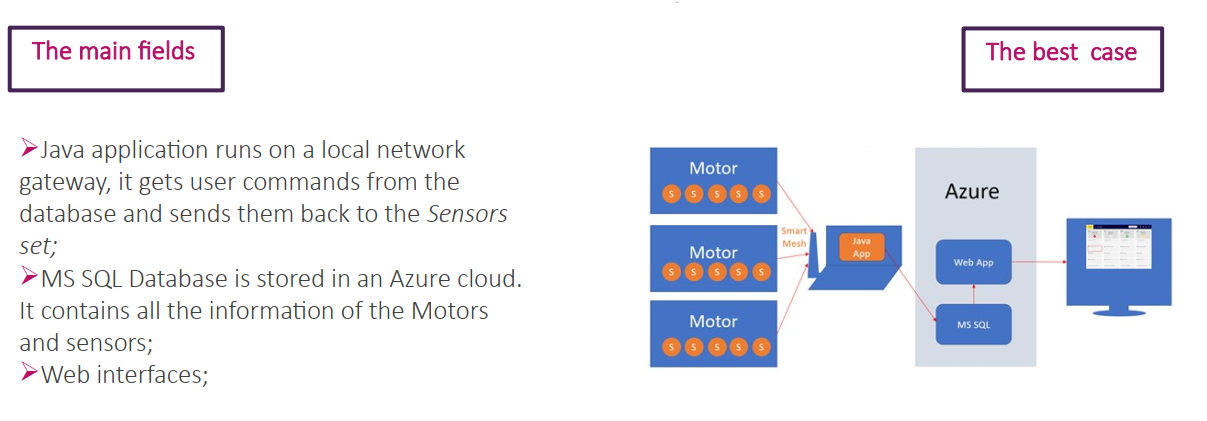 The main fields
The best case
➢Java application runs on a local network
gateway, it gets user commands from the
database and sends them back to the Sensors
set;
➢MS SQL Database is stored in an Azure cloud.
It contains all the information of the Motors
and sensors;
➢Web interfaces;
Motor
S S S S S
Motor
S S S S S
Motor
S S S S S
Smart
Mesh
Java
App
Azure
Web App
MS SQL